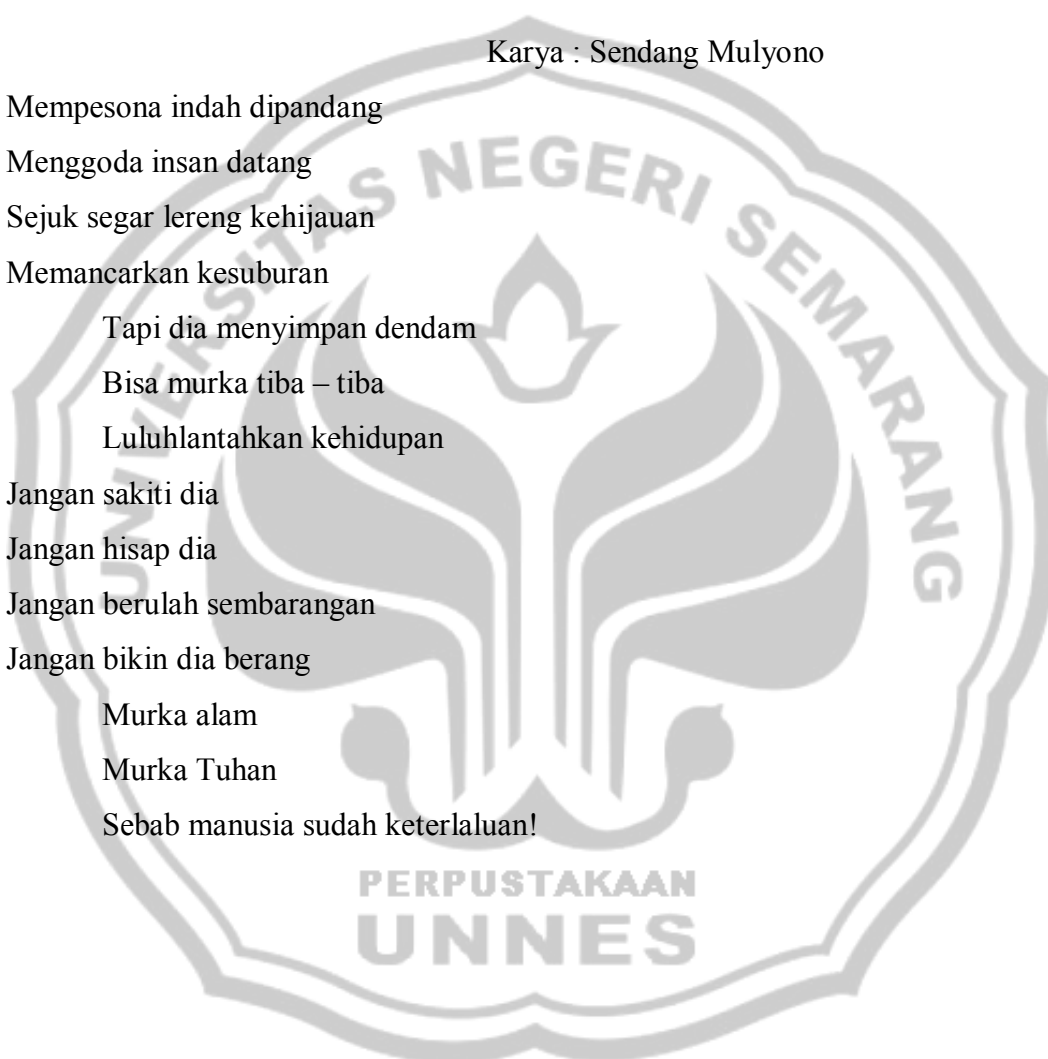 Karya : Sendang Mulyono
Mempesona indah dipandang
Menggoda insan datang
Sejuk segar lereng kehijauan
Memancarkan kesuburan
Tapi dia menyimpan dendam
Bisa murka tiba – tiba
Luluhlantahkan kehidupan
Jangan sakiti dia
Jangan hisap dia
Jangan berulah sembarangan
Jangan bikin dia berang
Murka alam
Murka Tuhan
Sebab manusia sudah keterlaluan!
UNIVERSITAS NEGERI SEMARANG
PERPUSTAKAAN
UNNES